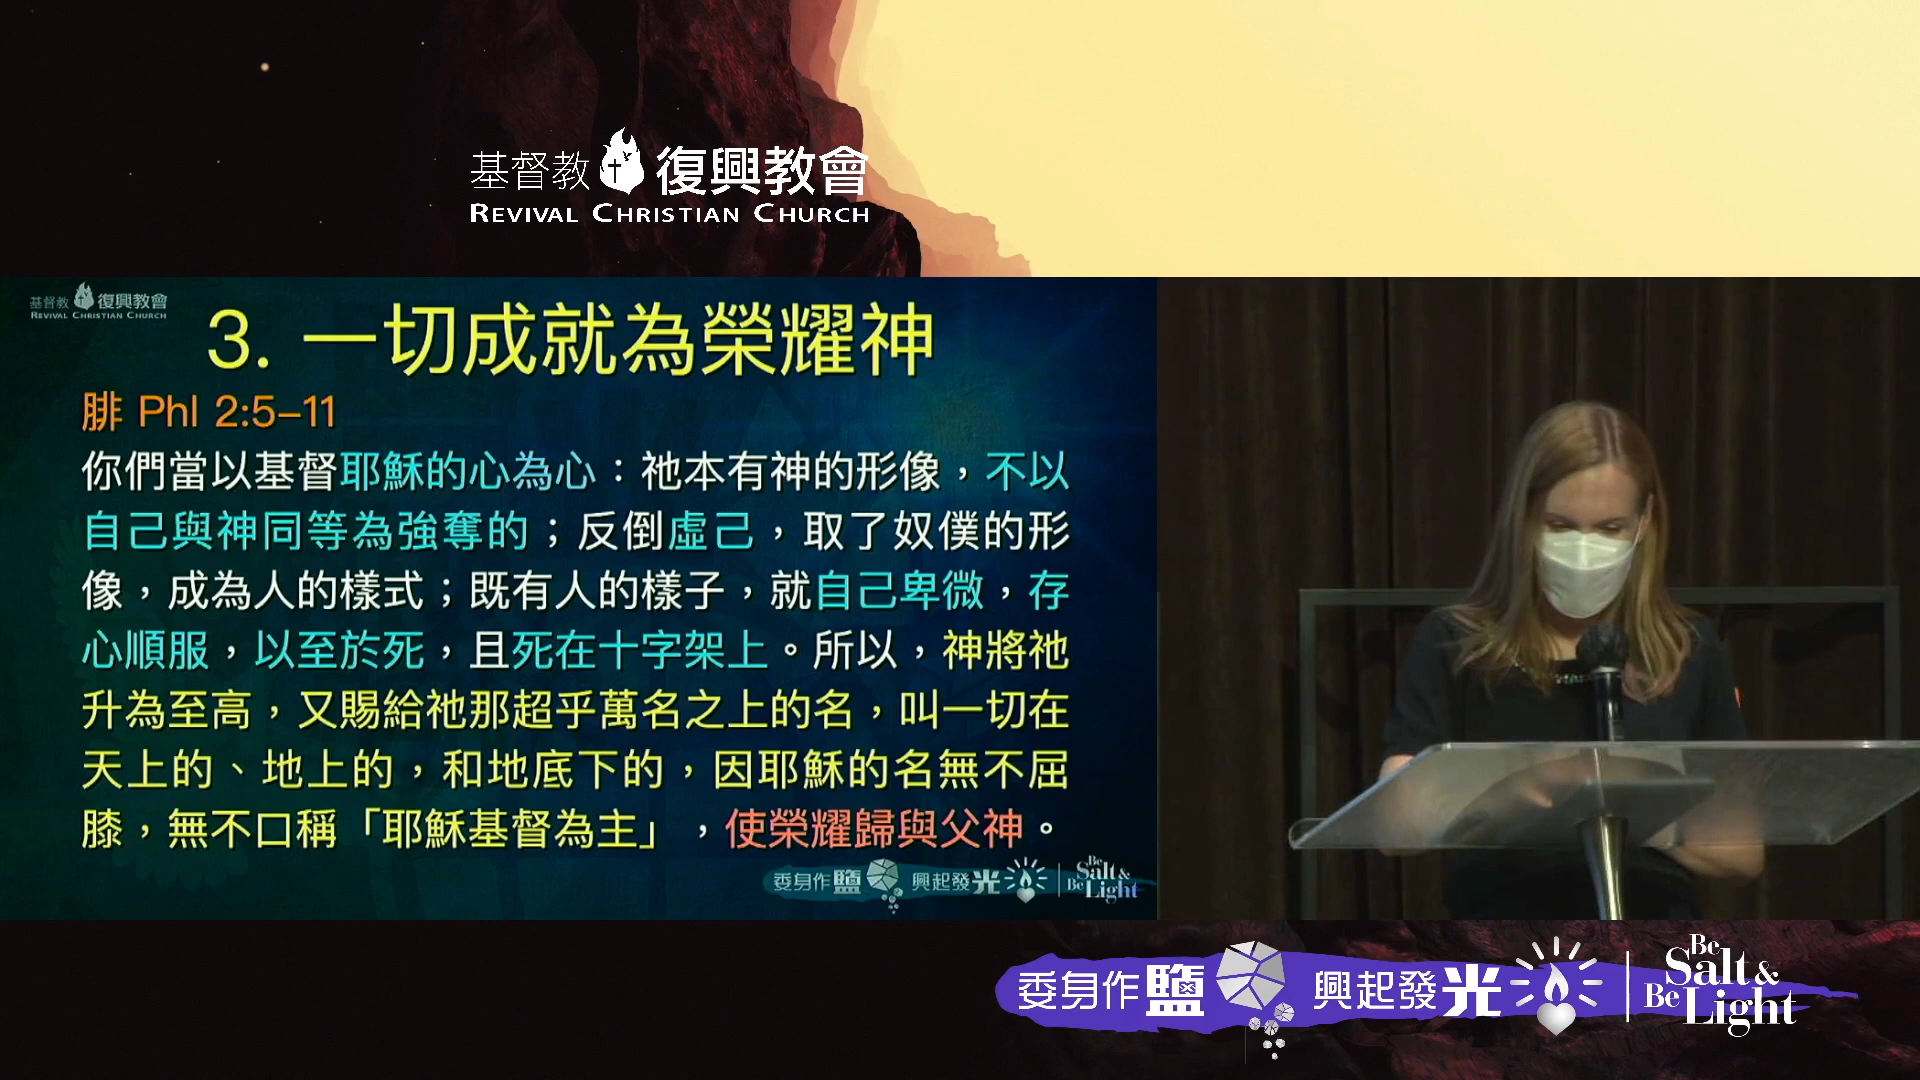 基督教 復興教會
REVIVAL CHRISTIAN CHURCH
基督教 復興教會
REVIVAL CHRISTIAN CHURCH
3. 一切成就為榮耀神
腓 Phl 2:5–11
你們當以基督耶穌的心為心：祂本有神的形像，不以
自己與神同等為強奪的；反倒虛己，取了奴僕的形
像，成為人的樣式；既有人的樣子，就自己卑微，存
心順服，以至於死，且死在十字架上。所以，神將祂
升為至高，又賜給祂那超乎萬名之上的名，叫一切在
天上的、地上的，和地底下的，因耶穌的名無不屈
膝，無不口稱「耶穌基督為主」，使榮耀歸與父神。
委身作鹽 興起發光 Be Salt & Be Light
委身作鹽 興起發光 Be Salt & Be Light